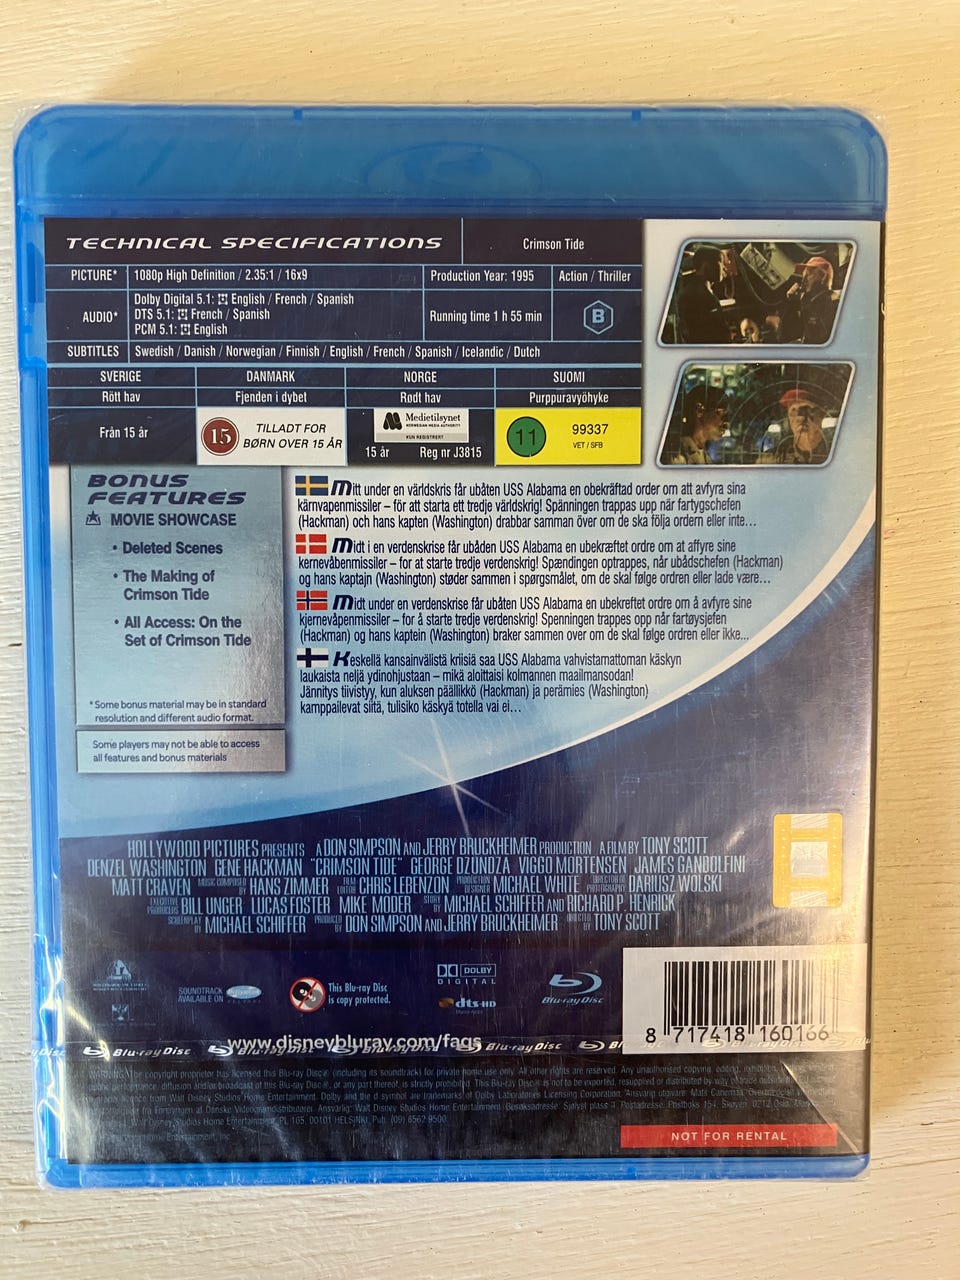 TECHNICAL SPECIFICATIONS
Crimson Tide
PICTURE* 1080p High Definition / 2.35:1 / 16x9
Production Year: 1995
Action / Thriller
AUDIO*
Dolby Digital 5.1: English / French / Spanish
DTS 5.1: French / Spanish
PCM 5.1: English
Running time 1 h 55 min
B
SUBTITLES Swedish / Danish / Norwegian / Finnish / English / French / Spanish / Icelandic / Dutch
SVERIGE DANMARK NORGE SUOMI
Rött hav Fjenden i dybet Rødt hav Purppuravyöhyke
Från 15 år
15
TILLADT FOR
BØRN OVER 15 ÅR
Medietilsynet
NORWEGIAN MEDIA AUTHORITY
KUN REGISTRERT
15 år Reg nr J3815
11
99337
VET / SFB
BONUS
FEATURES
MOVIE SHOWCASE
• Deleted Scenes
• The Making of
Crimson Tide
• All Access: On the
Set of Crimson Tide
*Some bonus material may be in standard
resolution and different audio format.
Some players may not be able to access
all features and bonus materials
Mitt under en världskris får ubåten USS Alabama en obekräftad order om att avfyra sina
kärnvapenmissiler – för att starta ett tredje världskrig! Spänningen trappas upp när fartygschefen
(Hackman) och hans kapten (Washington) drabbar samman över om de ska följa ordern eller inte…
Midt i en verdenskrise får ubåden USS Alabama en ubekræftet ordre om at affyre sine
kernevåbenmissiler – for at starte tredje verdenskrig! Spændingen optrappes, når ubådschefen (Hackman)
og hans kaptajn (Washington) støder sammen i spørgsmålet, om de skal følge ordren eller lade være…
Midt under en verdenskrise får ubåten USS Alabama en ubekreftet ordre om å avfyre sine
kjernevåpenmissiler – for å starte tredje verdenskrig! Spenningen trappes opp når fartøysjefen
(Hackman) og hans kaptein (Washington) braker sammen over om de skal følge ordren eller ikke...
Keskellä kansainvälistä kriisiä saa USS Alabama vahvistamattoman käskyn
laukaista neljä ydinohjustaan – mikä aloittaisi kolmannen maailmansodan!
Jännitys tiivistyy, kun aluksen päällikkö (Hackman) ja perämies (Washington)
kamppailevat siitä, tulisiko käskyä totella vai ei…
HOLLYWOOD PICTURES PRESENTS A DON SIMPSON AND JERRY BRUCKHEIMER PRODUCTION A FILM BY TONY SCOTT
DENZEL WASHINGTON GENE HACKMAN "CRIMSON TIDE" GEORGE DZUNDZA VIGGO MORTENSEN JAMES GANDOLFINI
MATT CRAVEN MUSIC COMPOSED BY HANS ZIMMER FILM EDITOR CHRIS LEBENZON PRODUCTION DESIGNER MICHAEL WHITE DIRECTOR OF PHOTOGRAPHY DARIUSZ WOLSKI
EXECUTIVE PRODUCERS BILL UNGER LUCAS FOSTER MIKE MODER STORY BY MICHAEL SCHIFFER AND RICHARD P. HENRICK
SCREENPLAY BY MICHAEL SCHIFFER PRODUCED BY DON SIMPSON AND JERRY BRUCKHEIMER DIRECTED BY TONY SCOTT
SOUNDTRACK
AVAILABLE ON
This Blu-ray Disc
is copy protected.
DOLBY
DIGITAL
dts-HD
Blu-ray Disc
8 717418 160166
www.disneybluray.com/faqs
Blu-ray Disc Blu-ray Disc Blu-ray Disc
NOT FOR RENTAL